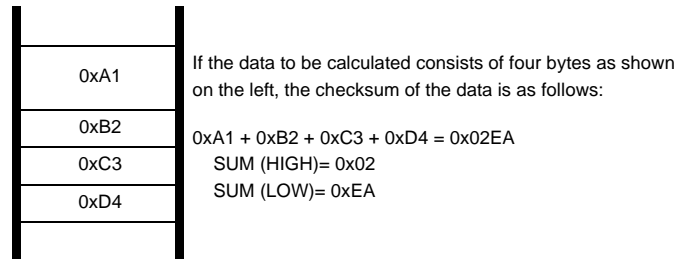 0xA1
0xB2
0xC3
0xD4
If the data to be calculated consists of four bytes as shown
on the left, the checksum of the data is as follows:
0xA1 + 0xB2 + 0xC3 + 0xD4 = 0x02EA
SUM (HIGH)= 0x02
SUM (LOW)= 0xEA